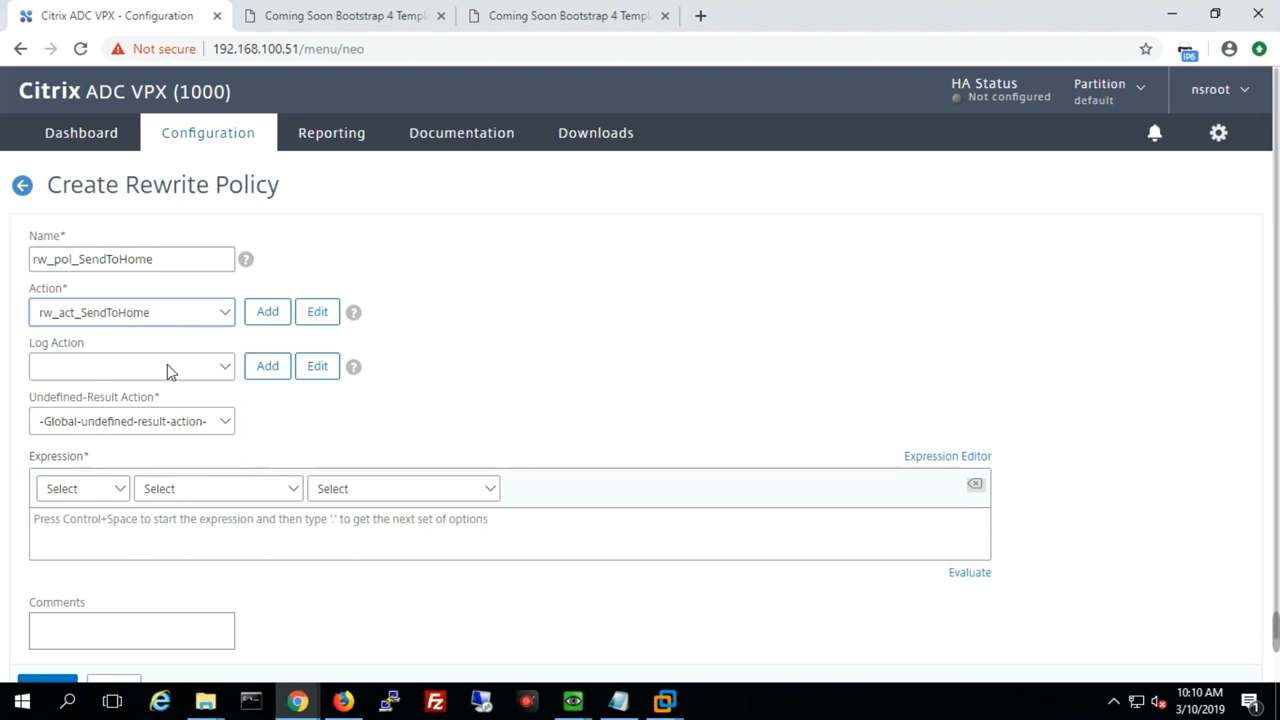 Citrix ADC VPX - Configuration
Coming Soon Bootstrap 4 Templ
Coming Soon Bootstrap 4 Templ
Not secure
192.168.100.51/menu/neo
IP6
Citrix ADC VPX (1000)
HA Status
Not configured
Partition
default
nsroot
Dashboard
Configuration
Reporting
Documentation
Downloads
Create Rewrite Policy
Name*
rw_pol_SendToHome
?
Action*
rw_act_SendToHome
Add
Edit
?
Log Action
Add
Edit
?
Undefined-Result Action*
-Global-undefined-result-action-
Expression*
Expression Editor
Select
Select
Select
Press Control+Space to start the expression and then type '.' to get the next set of options
Evaluate
Comments
10:10 AM
3/10/2019
1